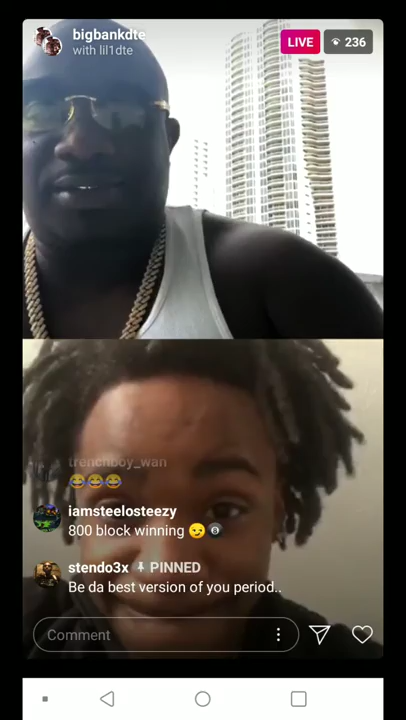 bigbankdte
with lil1dte
LIVE
236
trenchboy_wan
😂😂😂
iamsteelosteezy
800 block winning 😏🎱
stendo3x 📌 PINNED
Be da best version of you period..
Comment